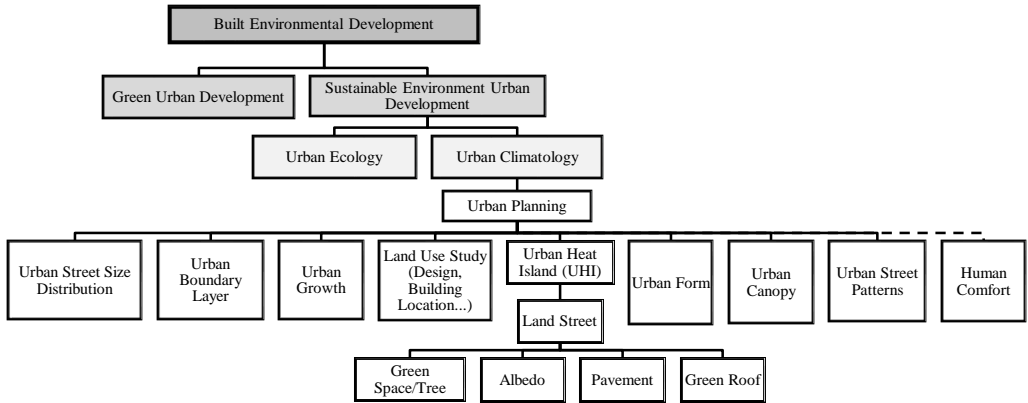 Built Environmental Development
Green Urban Development
Sustainable Environment Urban
Development
Urban Ecology
Urban Climatology
Urban Planning
Urban Street Size
Distribution
Urban
Boundary
Layer
Urban
Growth
Land Use Study
(Design,
Building
Location...)
Urban Heat
Island (UHI)
Urban Form
Urban
Canopy
Urban Street
Patterns
Human
Comfort
Land Street
Green
Space/Tree
Albedo
Pavement
Green Roof